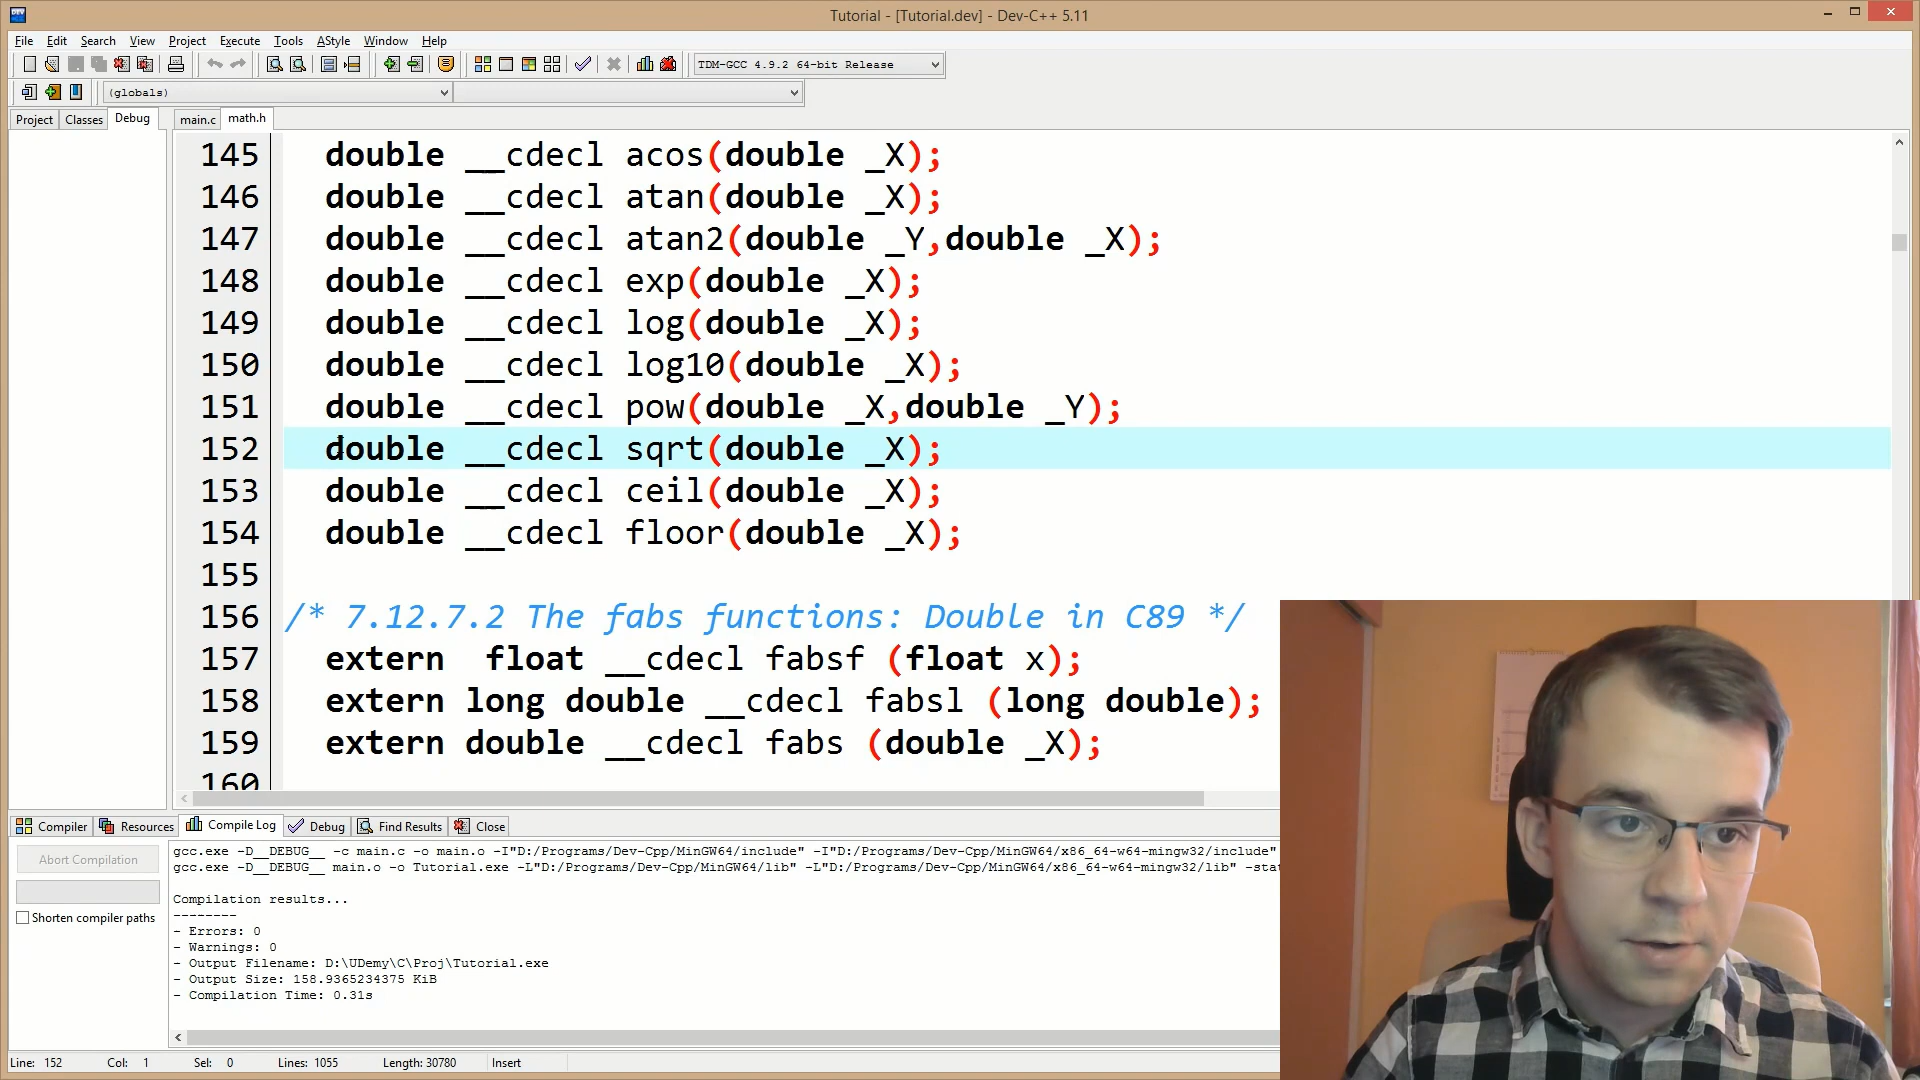 Tutorial - [Tutorial.dev] - Dev-C++ 5.11
File Edit Search View Project Execute Tools AStyle Window Help
TDM-GCC 4.9.2 64-bit Release
(globals)
Project Classes Debug main.c math.h
145 double __cdecl acos(double _X);
146 double __cdecl atan(double _X);
147 double __cdecl atan2(double _Y,double _X);
148 double __cdecl exp(double _X);
149 double __cdecl log(double _X);
150 double __cdecl log10(double _X);
151 double __cdecl pow(double _X,double _Y);
152 double __cdecl sqrt(double _X);
153 double __cdecl ceil(double _X);
154 double __cdecl floor(double _X);
155
156 /* 7.12.7.2 The fabs functions: Double in C89 */
157 extern  float __cdecl fabsf (float x);
158 extern long double __cdecl fabsl (long double);
159 extern double __cdecl fabs (double _X);
160
Compiler Resources Compile Log Debug Find Results Close
Abort Compilation
Shorten compiler paths
gcc.exe -D__DEBUG__ -c main.c -o main.o -I"D:/Programs/Dev-Cpp/MinGW64/include" -I"D:/Programs/Dev-Cpp/MinGW64/x86_64-w64-mingw32/include"
gcc.exe -D__DEBUG__ main.o -o Tutorial.exe -L"D:/Programs/Dev-Cpp/MinGW64/lib" -L"D:/Programs/Dev-Cpp/MinGW64/x86_64-w64-mingw32/lib" -stat
Compilation results...
--------
- Errors: 0
- Warnings: 0
- Output Filename: D:\UDemy\C\Proj\Tutorial.exe
- Output Size: 158.9365234375 KiB
- Compilation Time: 0.31s
Line: 152 Col: 1 Sel: 0 Lines: 1055 Length: 30780 Insert